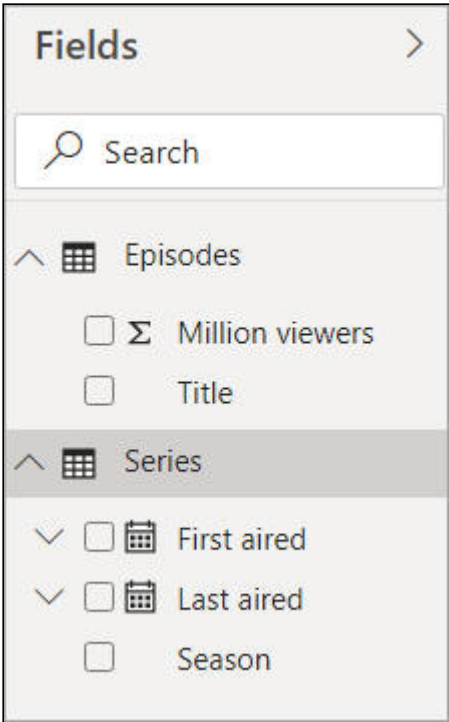 Fields
Search
Episodes
Million viewers
Title
Series
First aired
Last aired
Season